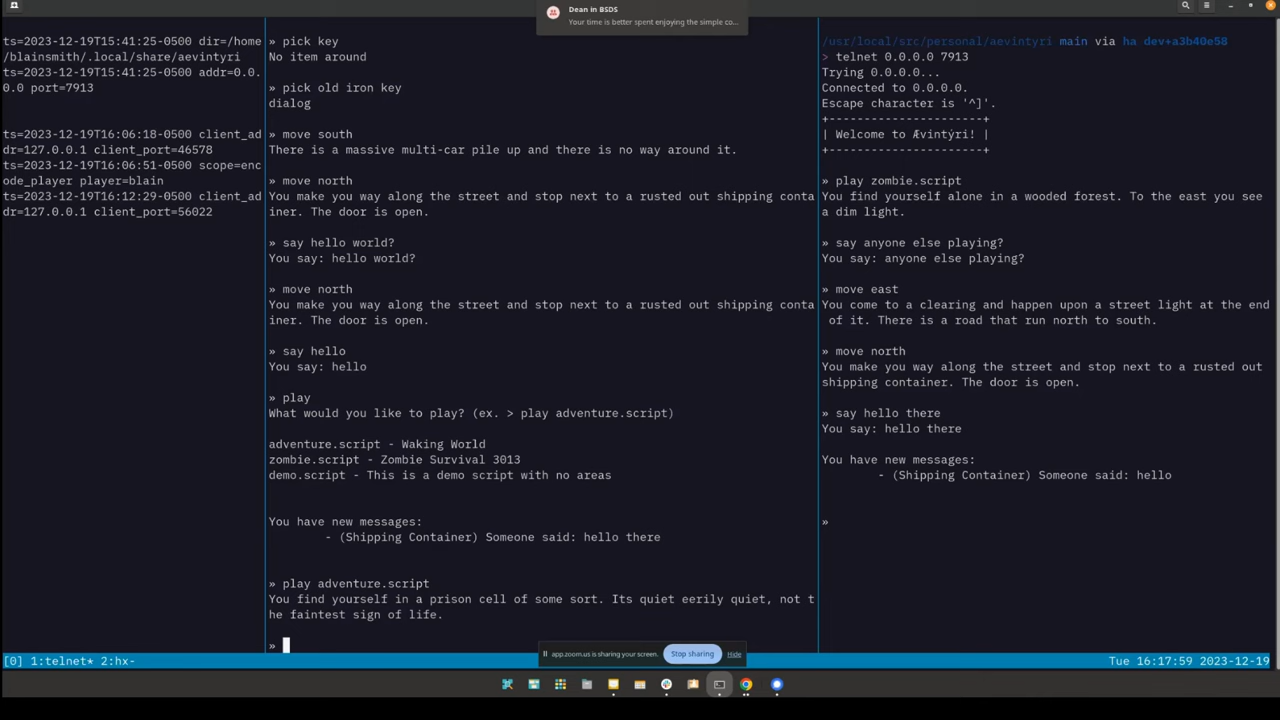 Dean in BSDS
Your time is better spent enjoying the simple co...
ts=2023-12-19T15:41:25-0500 dir=/home
/blainsmith/.local/share/aevintyri
ts=2023-12-19T15:41:25-0500 addr=0.0.
0.0 port=7913
ts=2023-12-19T16:06:18-0500 client_ad
dr=127.0.0.1 client_port=46578
ts=2023-12-19T16:06:51-0500 scope=enc
ode_player player=blain
ts=2023-12-19T16:12:29-0500 client_ad
dr=127.0.0.1 client_port=56022
» pick key
No item around
» pick old iron key
dialog
» move south
There is a massive multi-car pile up and there is no way around it.
» move north
You make you way along the street and stop next to a rusted out shipping conta
iner. The door is open.
» say hello world?
You say: hello world?
» move north
You make you way along the street and stop next to a rusted out shipping conta
iner. The door is open.
» say hello
You say: hello
» play
What would you like to play? (ex. > play adventure.script)
adventure.script - Waking World
zombie.script - Zombie Survival 3013
demo.script - This is a demo script with no areas
You have new messages:
- (Shipping Container) Someone said: hello there
» play adventure.script
You find yourself in a prison cell of some sort. Its quiet eerily quiet, not t
he faintest sign of life.
»
/usr/local/src/personal/aevintyri main via ha dev+a3b40e58
> telnet 0.0.0.0 7913
Trying 0.0.0.0...
Connected to 0.0.0.0.
Escape character is '^]'.
+----------------------+
| Welcome to Ævintýri! |
+----------------------+
» play zombie.script
You find yourself alone in a wooded forest. To the east you see
a dim light.
» say anyone else playing?
You say: anyone else playing?
» move east
You come to a clearing and happen upon a street light at the end
of it. There is a road that run north to south.
» move north
You make you way along the street and stop next to a rusted out
shipping container. The door is open.
» say hello there
You say: hello there
You have new messages:
- (Shipping Container) Someone said: hello
»
app.zoom.us is sharing your screen. Stop sharing Hide
[0] 1:telnet* 2:hx- Tue 16:17:59 2023-12-19